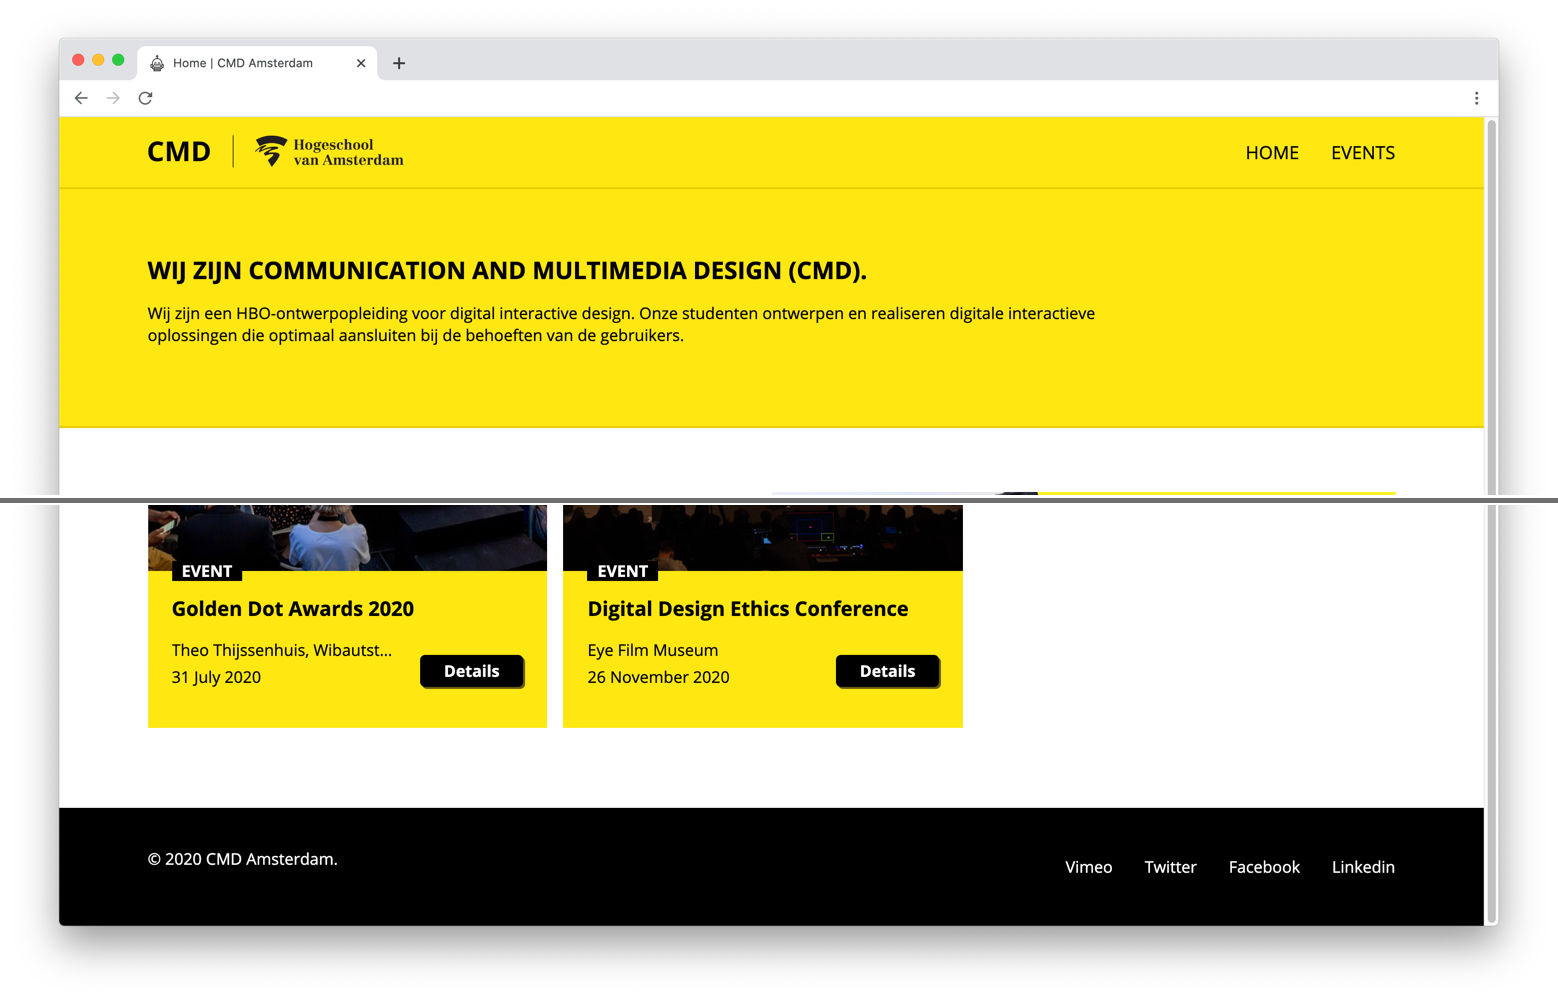 Home | CMD Amsterdam
CMD
Hogeschool
van Amsterdam
HOME EVENTS
WIJ ZIJN COMMUNICATION AND MULTIMEDIA DESIGN (CMD).
Wij zijn een HBO-ontwerpopleiding voor digital interactive design. Onze studenten ontwerpen en realiseren digitale interactieve
oplossingen die optimaal aansluiten bij de behoeften van de gebruikers.
EVENT
Golden Dot Awards 2020
Theo Thijssenhuis, Wibautst...
31 July 2020
Details
EVENT
Digital Design Ethics Conference
Eye Film Museum
26 November 2020
Details
© 2020 CMD Amsterdam.
Vimeo Twitter Facebook Linkedin